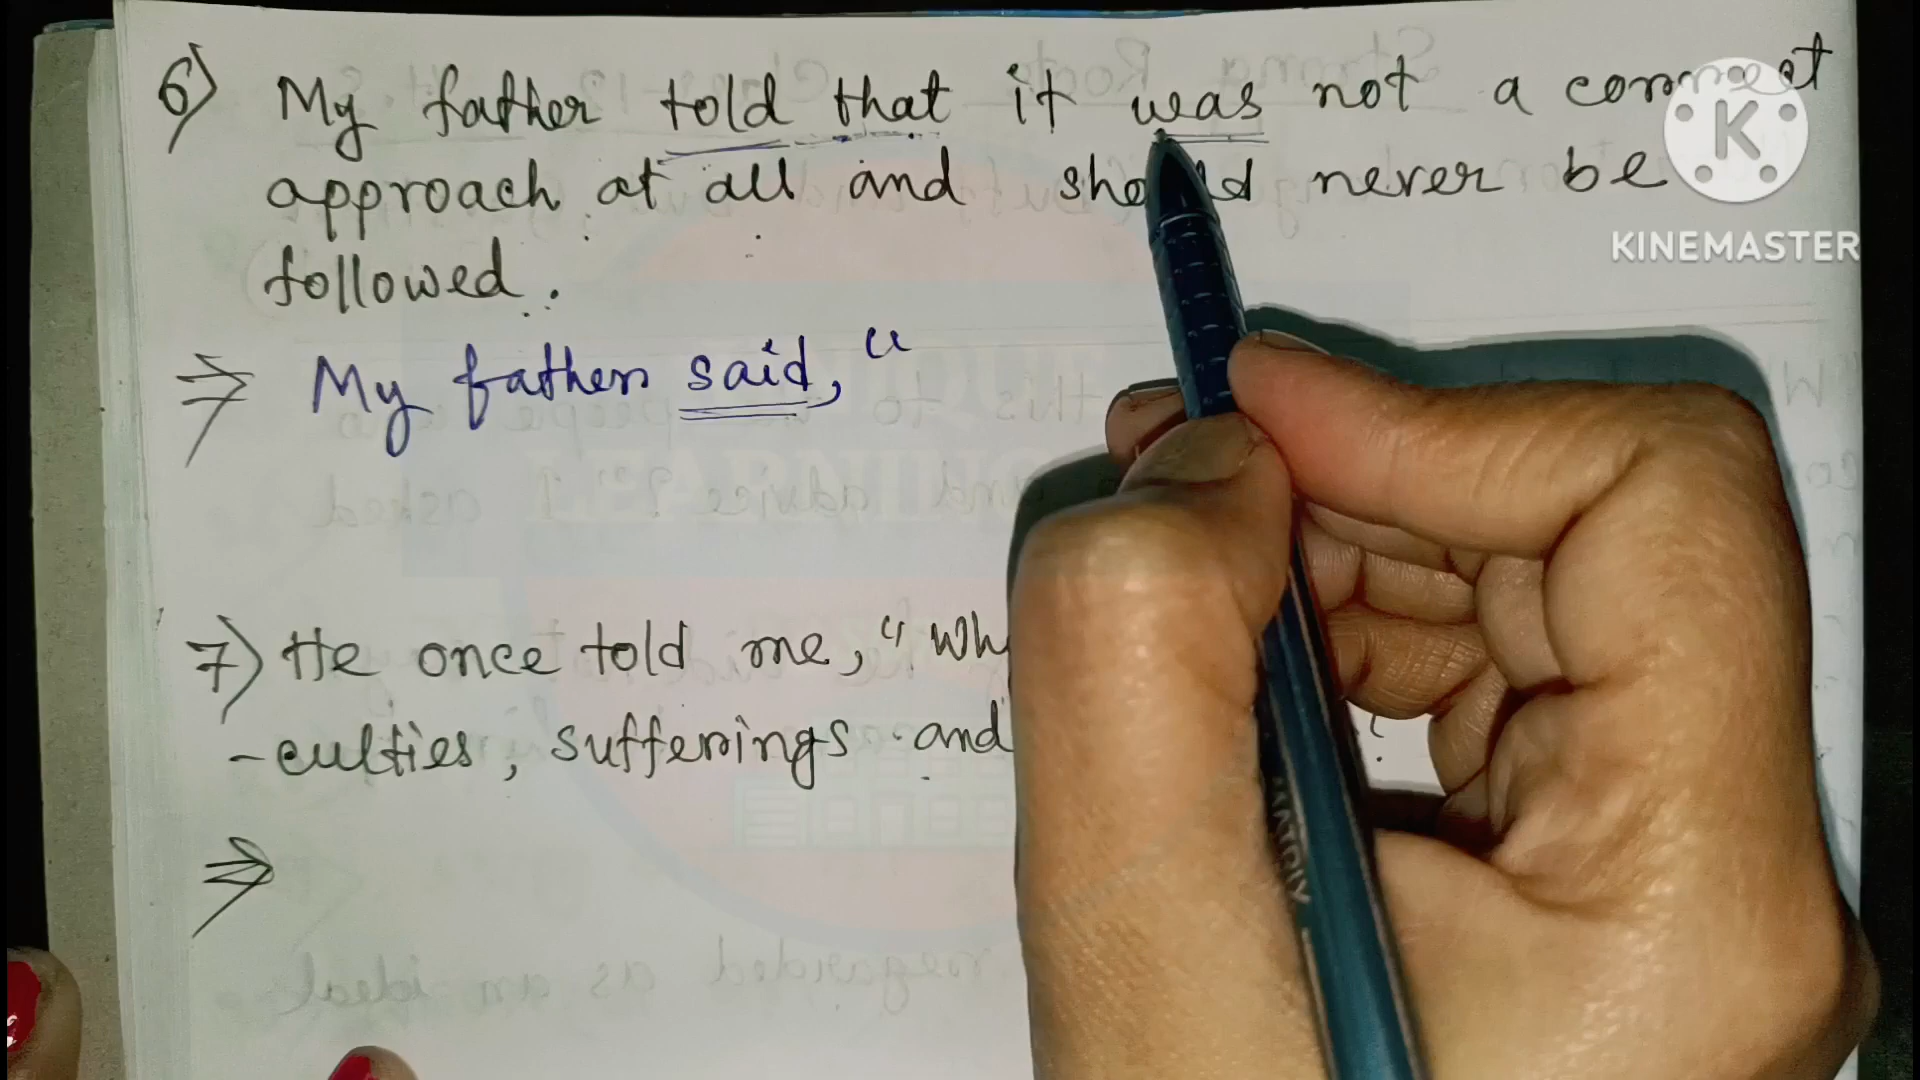 6) My father told that it was not a correct
approach at all and should never be
followed.
⇒ My father said, "
7) He once told me, "Wh
-culties, sufferings and ?
⇒
K
KINEMASTER
MATRIX